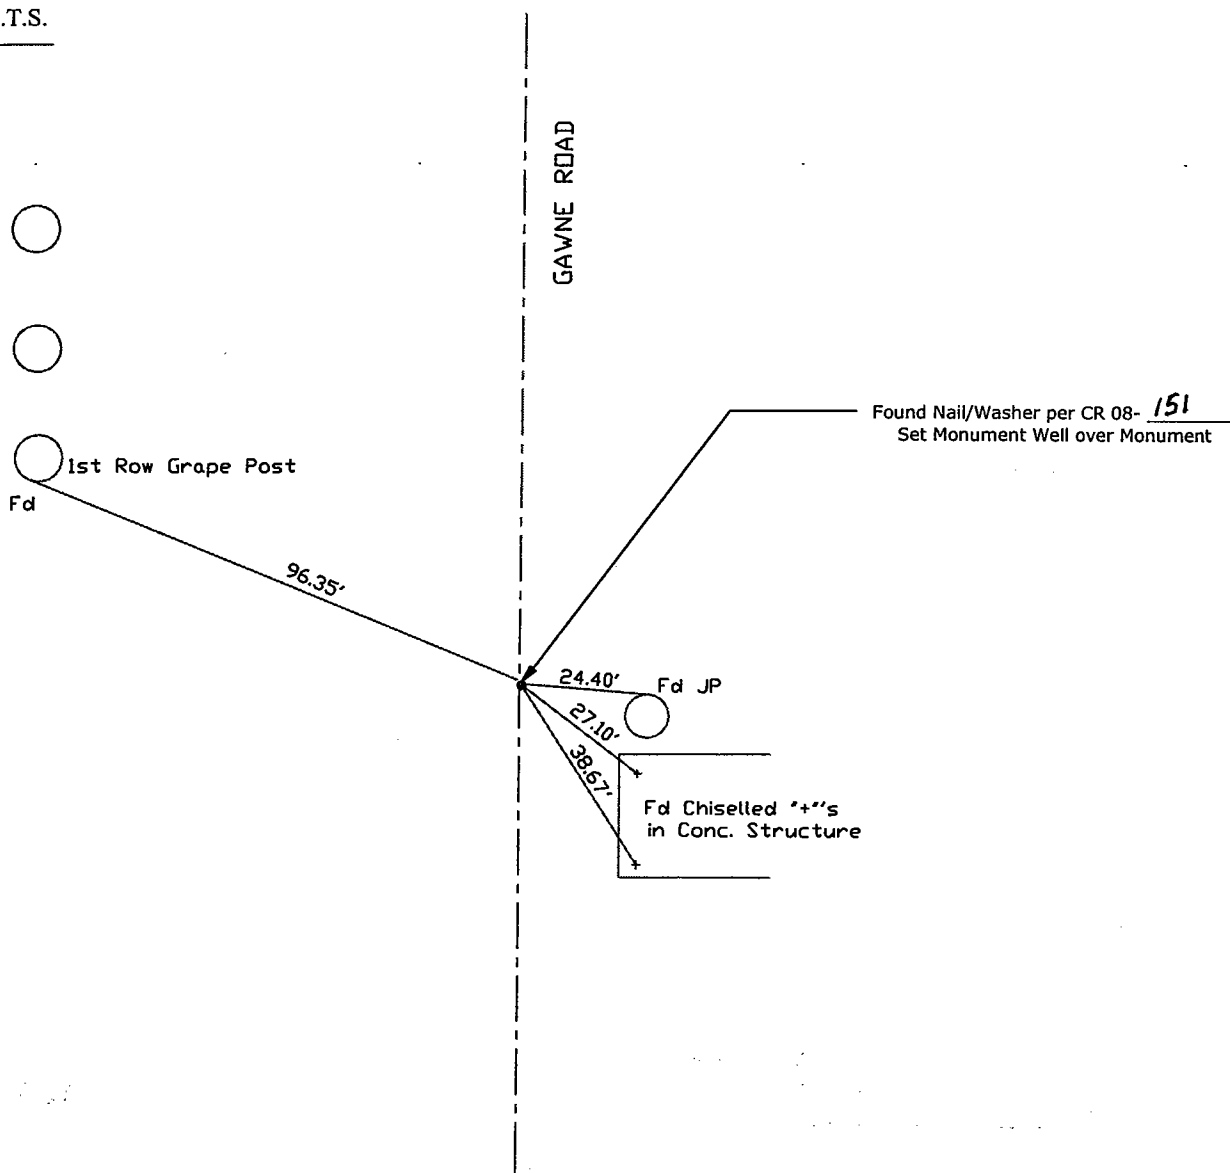 .T.S.
GAWNE ROAD
Found Nail/Washer per CR 08- 151
Set Monument Well over Monument
1st Row Grape Post
Fd
96.35'
24.40'
Fd JP
27.10'
38.67'
Fd Chiselled "+"s
in Conc. Structure